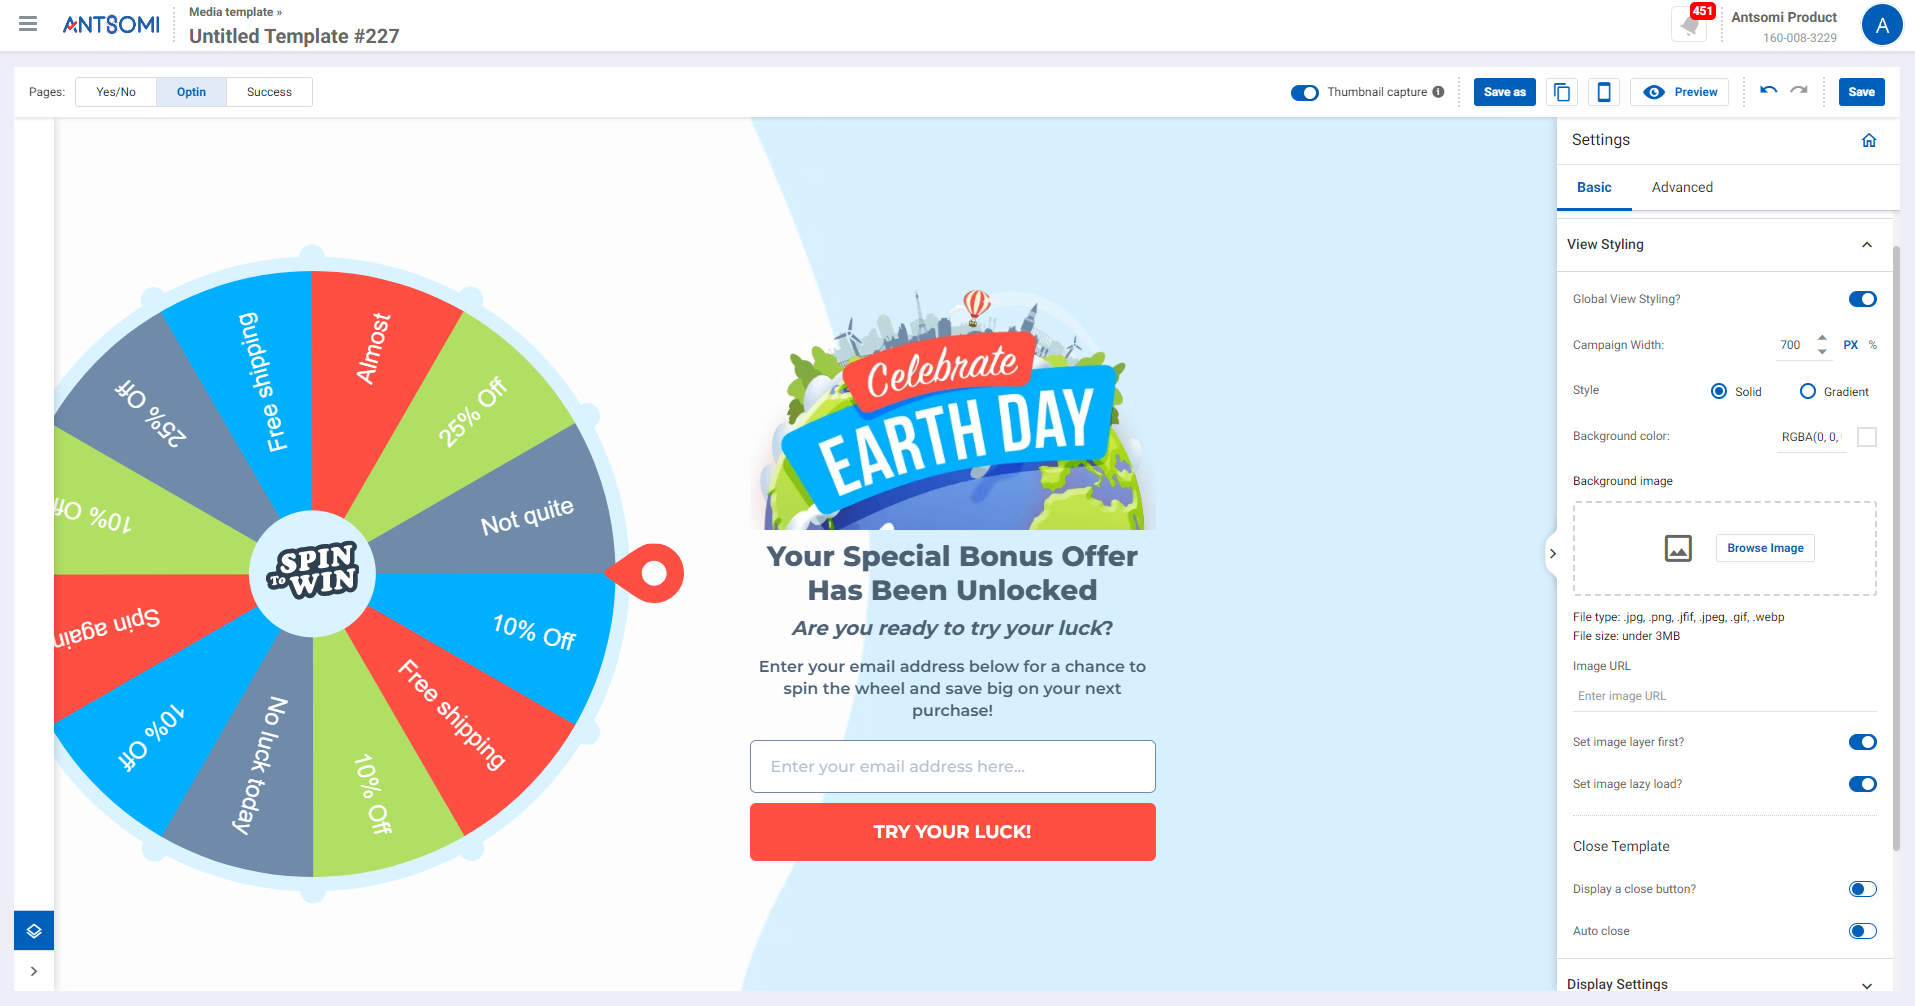 ANTSOMI
Media template »
Untitled Template #227
451
Antsomi Product
160-008-3229
A
Pages:
Yes/No
Optin
Success
Thumbnail capture
Save as
Preview
Save
Settings
Basic
Advanced
View Styling
Global View Styling?
Campaign Width:
700
PX
%
Style
Solid
Gradient
Background color:
RGBA(0, 0,
Background image
Browse Image
File type: .jpg, .png, .jfif, .jpeg, .gif, .webp
File size: under 3MB
Image URL
Enter image URL
Set image layer first?
Set image lazy load?
Close Template
Display a close button?
Auto close
Display Settings
Almost
25% Off
Not quite
10% Off
Free shipping
10% Off
No luck today
10% Off
Spin again
10% Off
25% Off
Free shipping
SPIN
TO WIN
Celebrate
EARTH DAY
Your Special Bonus Offer
Has Been Unlocked
Are you ready to try your luck?
Enter your email address below for a chance to
spin the wheel and save big on your next
purchase!
Enter your email address here...
TRY YOUR LUCK!